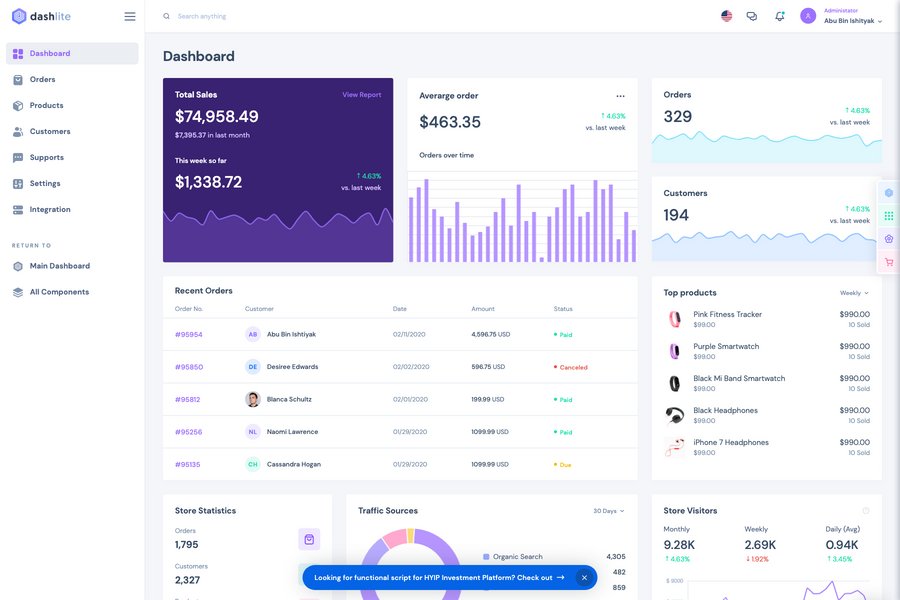 dashlite
Search anything
Administator
Abu Bin Ishityak
Dashboard
Orders
Products
Customers
Supports
Settings
Integration
RETURN TO
Main Dashboard
All Components
Dashboard
Total Sales
View Report
$74,958.49
$7,395.37 in last month
This week so far
$1,338.72
↑ 4.63%
vs. last week
Averarge order
$463.35
↑ 4.63%
vs. last week
Orders over time
Orders
329
↑ 4.63%
vs. last week
Customers
194
↑ 4.63%
vs. last week
Recent Orders
Order No. Customer Date Amount Status
#95954 AB Abu Bin Ishtiyak 02/11/2020 4,596.75 USD Paid
#95850 DE Desiree Edwards 02/02/2020 596.75 USD Canceled
#95812 Blanca Schultz 02/01/2020 199.99 USD Paid
#95256 NL Naomi Lawrence 01/29/2020 1099.99 USD Paid
#95135 CH Cassandra Hogan 01/29/2020 1099.99 USD Due
Top products
Weekly
Pink Fitness Tracker $990.00
$99.00 10 Sold
Purple Smartwatch $990.00
$99.00 10 Sold
Black Mi Band Smartwatch $990.00
$99.00 10 Sold
Black Headphones $990.00
$99.00 10 Sold
iPhone 7 Headphones $990.00
$99.00 10 Sold
Store Statistics
Orders
1,795
Customers
2,327
Traffic Sources
30 Days
Organic Search 4,305
482
859
Looking for functional script for HYIP Investment Platform? Check out →
Store Visitors
Monthly Weekly Daily (Avg)
9.28K 2.69K 0.94K
↑ 4.63% ↓ 1.92% ↑ 3.45%
$ 9000